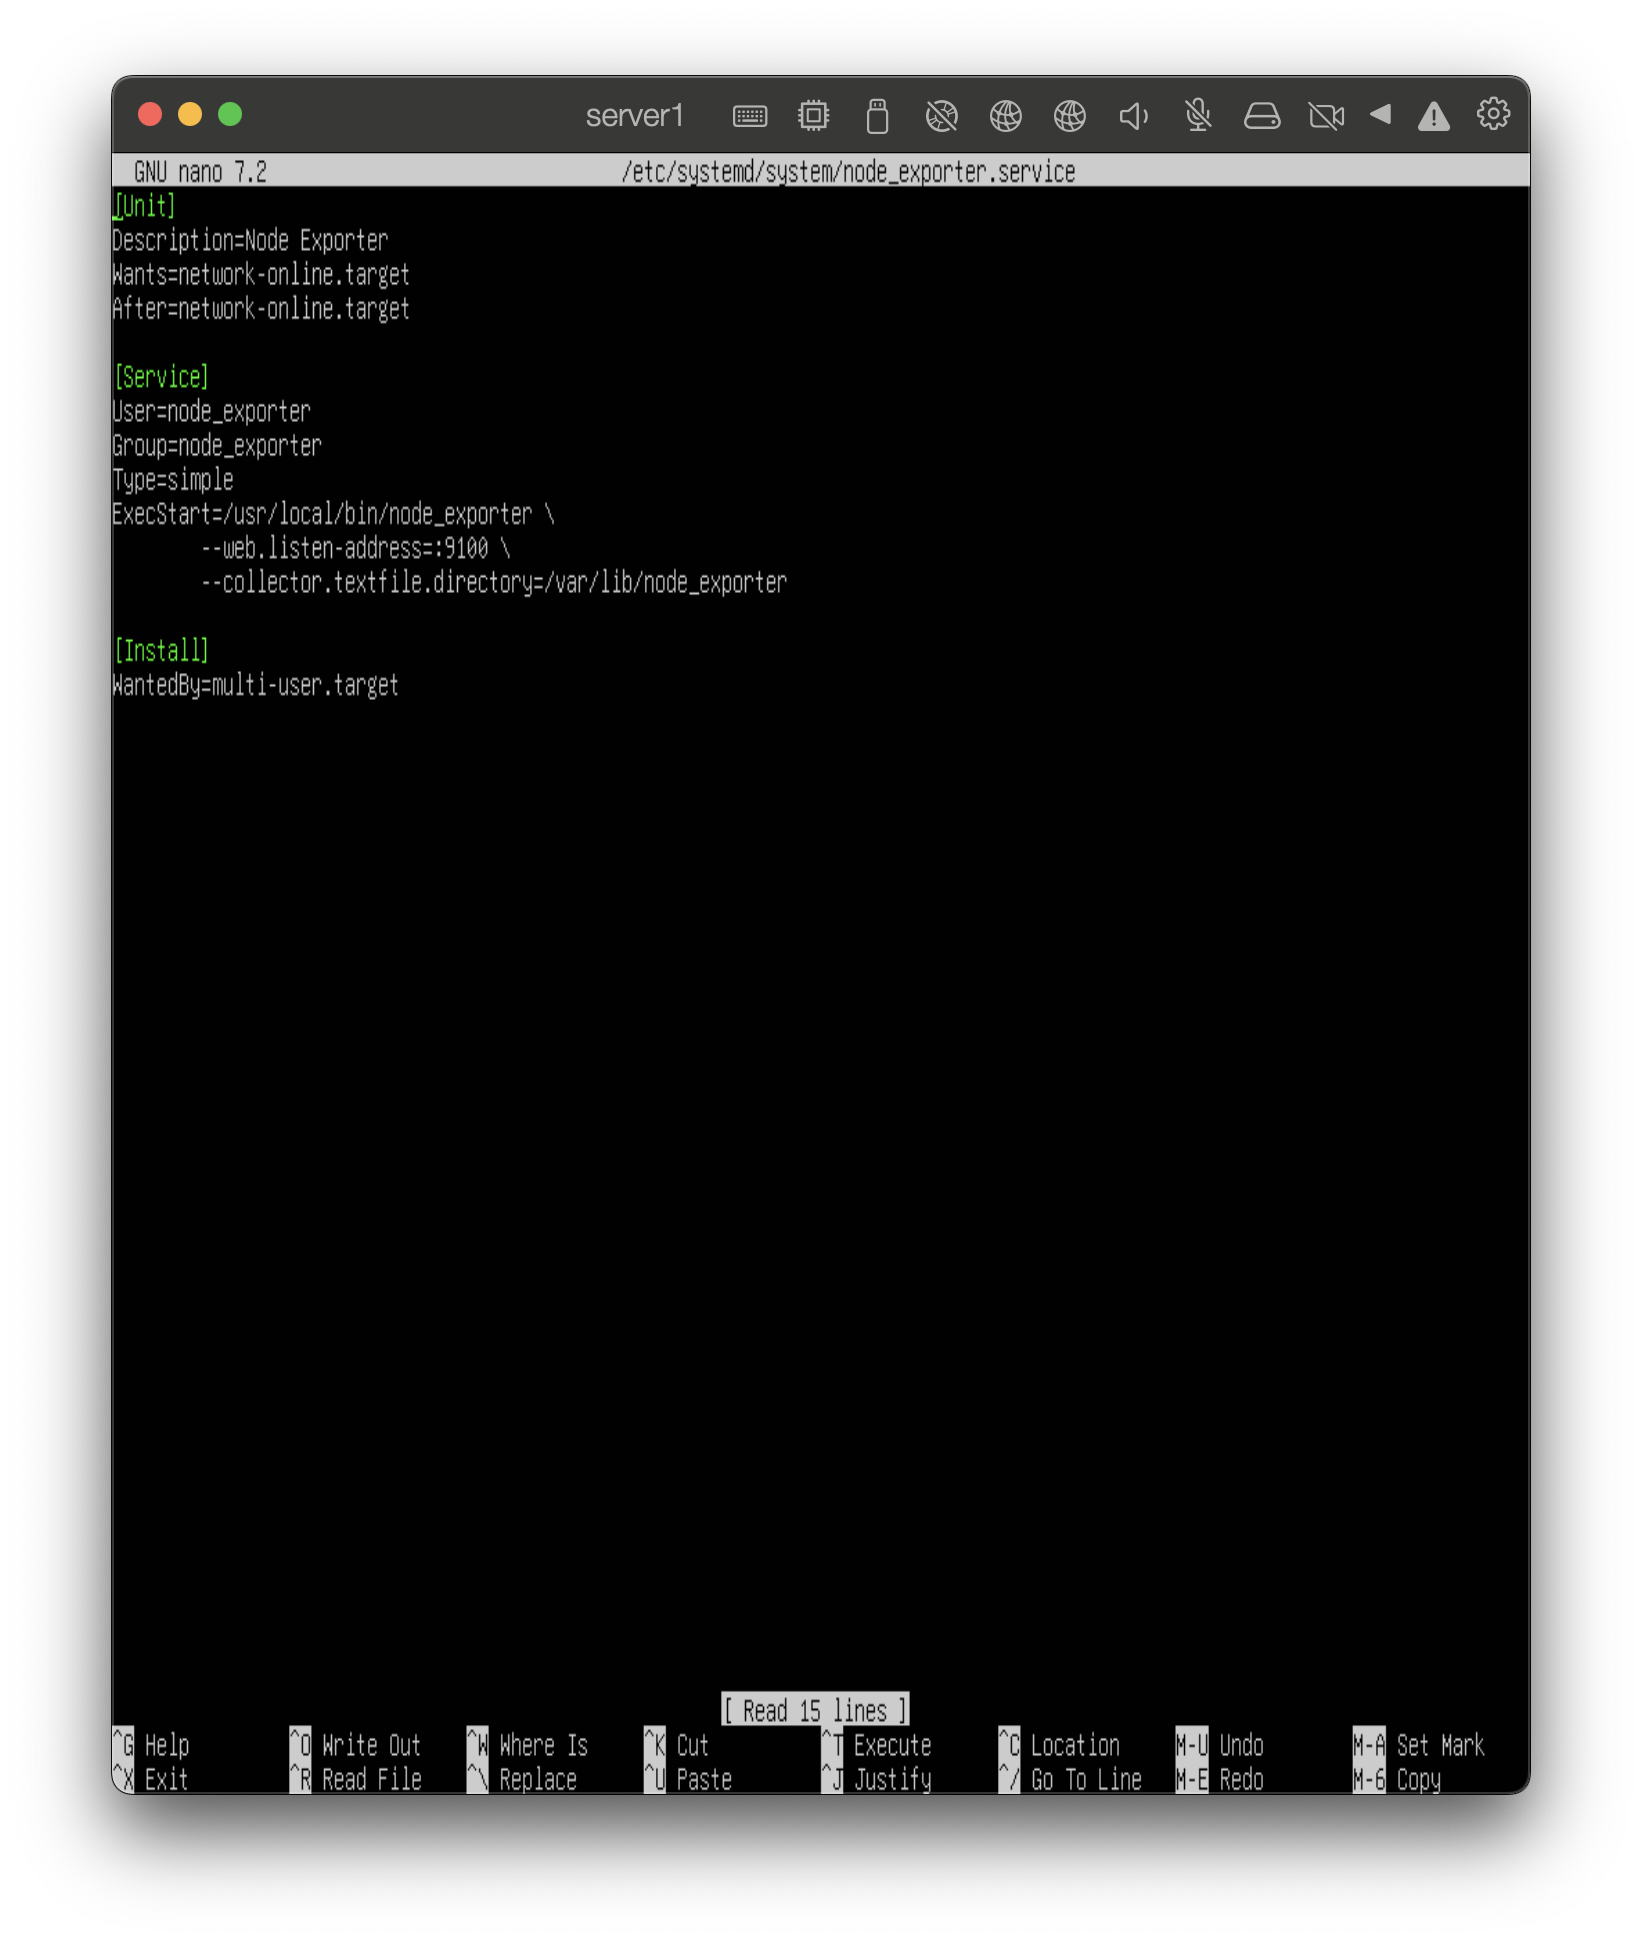 server1
GNU nano 7.2 /etc/systemd/system/node_exporter.service
[Unit]
Description=Node Exporter
Wants=network-online.target
After=network-online.target
[Service]
User=node_exporter
Group=node_exporter
Type=simple
ExecStart=/usr/local/bin/node_exporter \
--web.listen-address=:9100 \
--collector.textfile.directory=/var/lib/node_exporter
[Install]
WantedBy=multi-user.target
[ Read 15 lines ]
^G Help ^O Write Out ^W Where Is ^K Cut ^T Execute ^C Location M-U Undo M-A Set Mark
^X Exit ^R Read File ^\ Replace ^U Paste ^J Justify ^/ Go To Line M-E Redo M-6 Copy